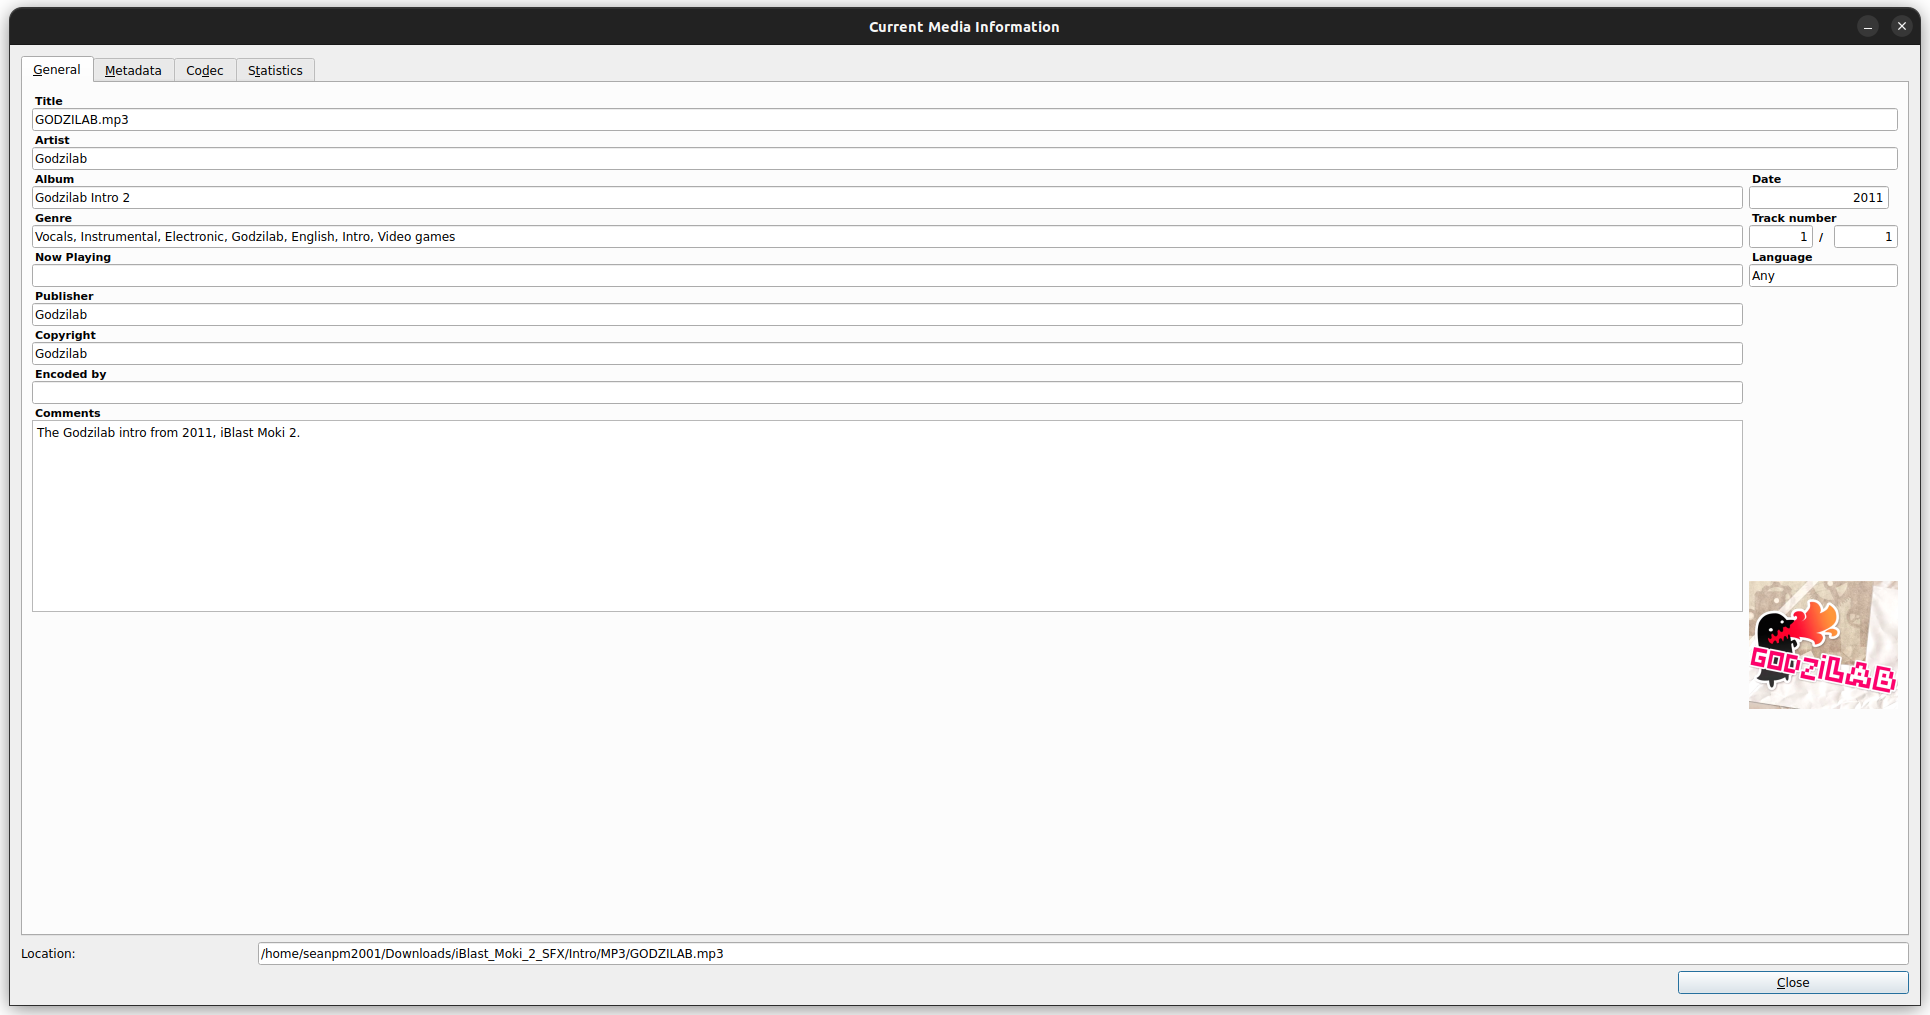 Current Media Information
General Metadata Codec Statistics
Title
GODZILAB.mp3
Artist
Godzilab
Album Date
Godzilab Intro 2 2011
Genre Track number
Vocals, Instrumental, Electronic, Godzilab, English, Intro, Video games 1 / 1
Now Playing Language
Any
Publisher
Godzilab
Copyright
Godzilab
Encoded by
Comments
The Godzilab intro from 2011, iBlast Moki 2.
GODZiLAB
Location: /home/seanpm2001/Downloads/iBlast_Moki_2_SFX/Intro/MP3/GODZILAB.mp3
Close